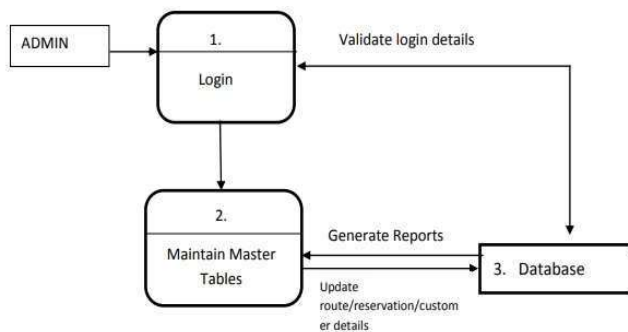 ADMIN
1.
Login
Validate login details
2.
Maintain Master
Tables
Generate Reports
3. Database
Update
route/reservation/custom
er details